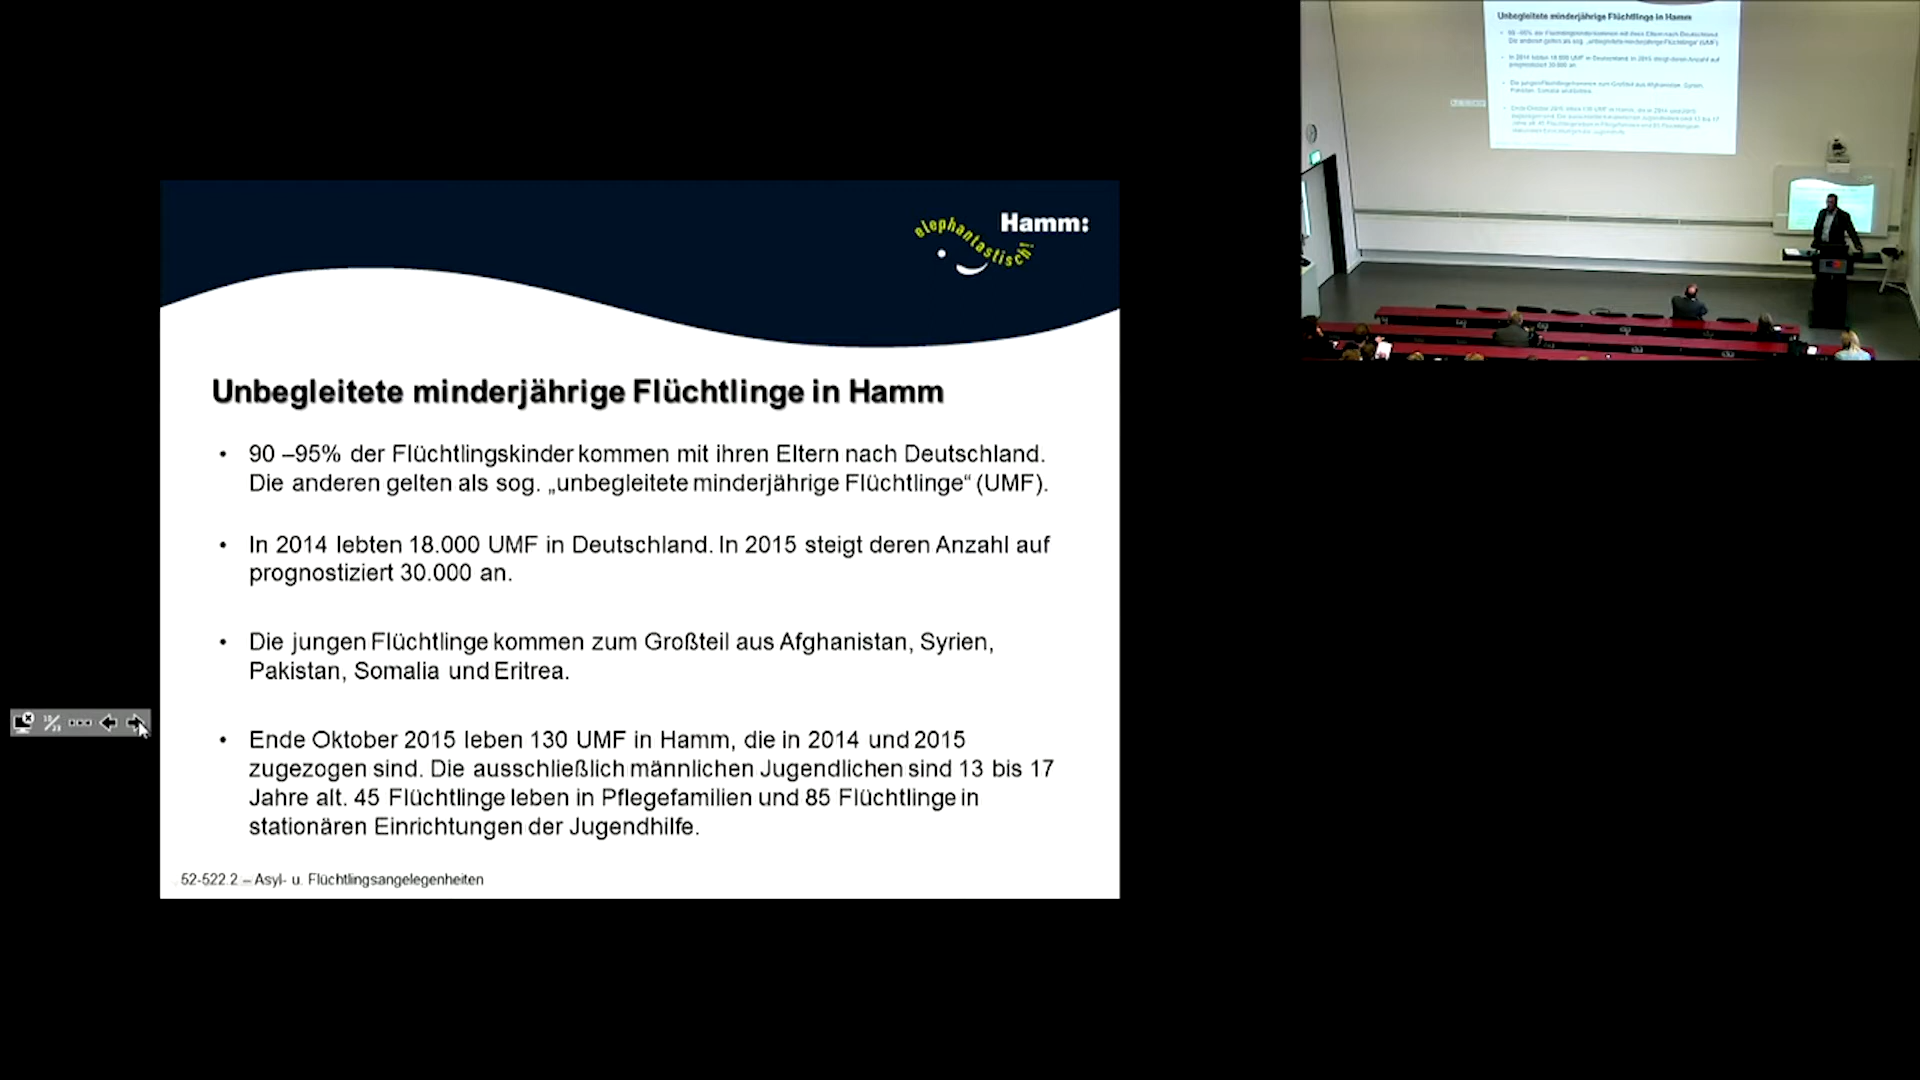 elephantastisch!
Hamm:
Unbegleitete minderjährige Flüchtlinge in Hamm
• 90 –95% der Flüchtlingskinder kommen mit ihren Eltern nach Deutschland.
Die anderen gelten als sog. „unbegleitete minderjährige Flüchtlinge“ (UMF).
• In 2014 lebten 18.000 UMF in Deutschland. In 2015 steigt deren Anzahl auf
prognostiziert 30.000 an.
• Die jungen Flüchtlinge kommen zum Großteil aus Afghanistan, Syrien,
Pakistan, Somalia und Eritrea.
• Ende Oktober 2015 leben 130 UMF in Hamm, die in 2014 und 2015
zugezogen sind. Die ausschließlich männlichen Jugendlichen sind 13 bis 17
Jahre alt. 45 Flüchtlinge leben in Pflegefamilien und 85 Flüchtlinge in
stationären Einrichtungen der Jugendhilfe.
52-522.2 – Asyl- u. Flüchtlingsangelegenheiten
Unbegleitete minderjährige Flüchtlinge in Hamm